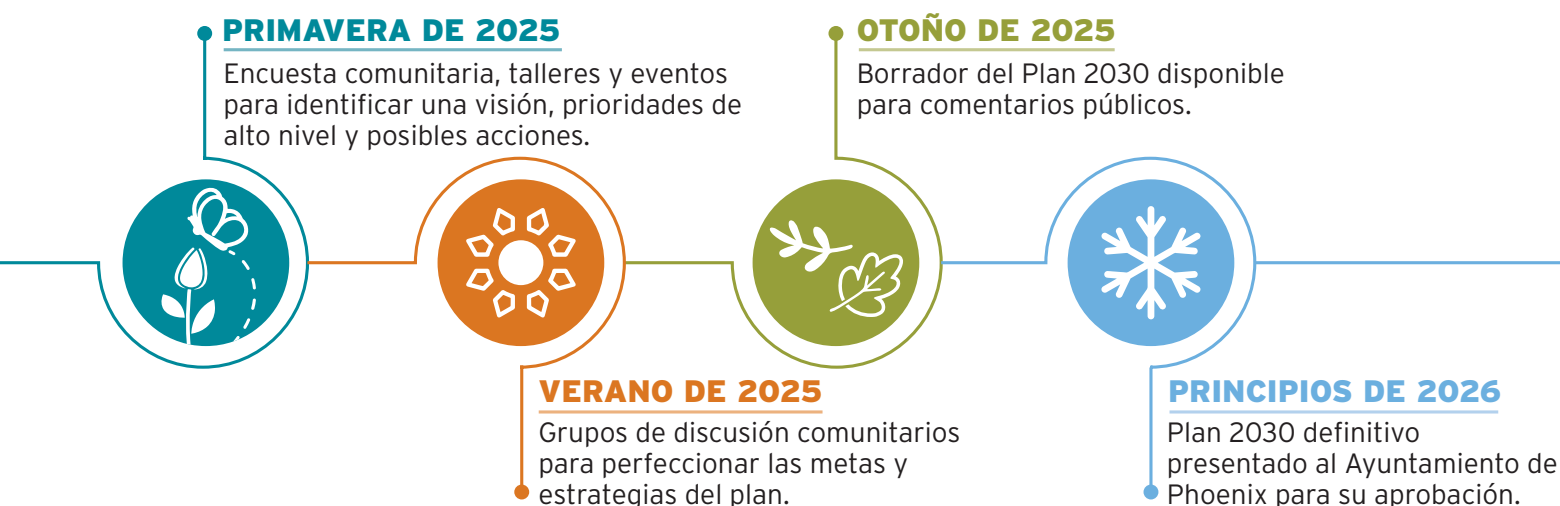 PRIMAVERA DE 2025
Encuesta comunitaria, talleres y eventos
para identificar una visión, prioridades de
alto nivel y posibles acciones.
VERANO DE 2025
Grupos de discusión comunitarios
para perfeccionar las metas y
estrategias del plan.
OTOÑO DE 2025
Borrador del Plan 2030 disponible
para comentarios públicos.
PRINCIPIOS DE 2026
Plan 2030 definitivo
presentado al Ayuntamiento de
Phoenix para su aprobación.